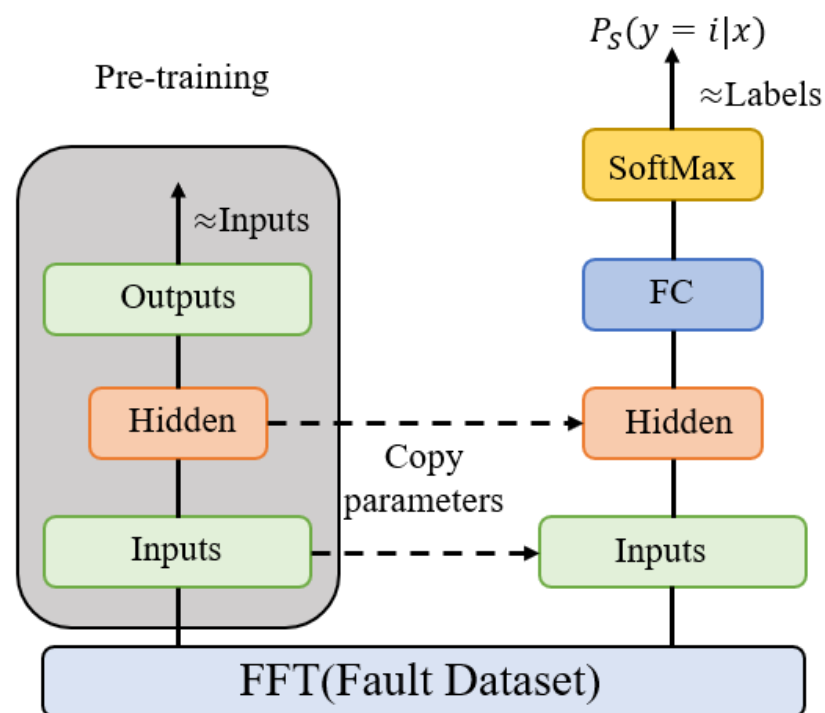 Pre-training
≈Inputs
Outputs
Hidden
Inputs
Copy
parameters
$P_S(y = i|x)$
≈Labels
SoftMax
FC
Hidden
Inputs
FFT(Fault Dataset)